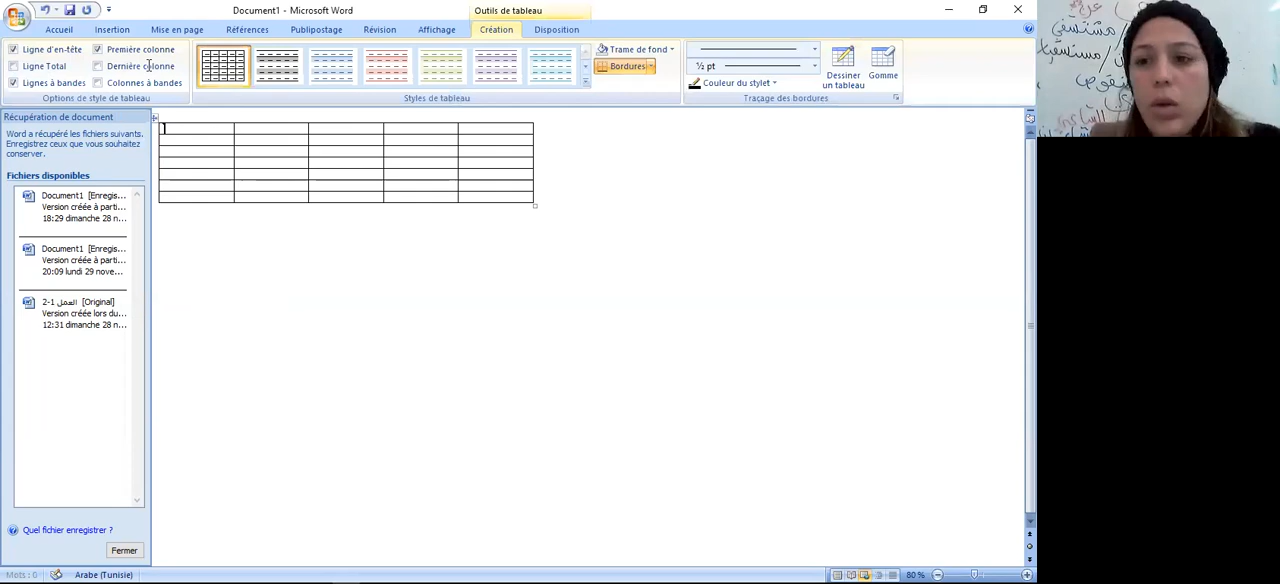 Document1 - Microsoft Word
Outils de tableau
Accueil
Insertion
Mise en page
Références
Publipostage
Révision
Affichage
Création
Disposition
Ligne d'en-tête
Première colonne
Ligne Total
Dernière colonne
Lignes à bandes
Colonnes à bandes
Options de style de tableau
Styles de tableau
Trame de fond
Bordures
½ pt
Couleur du stylet
Dessiner
un tableau
Gomme
Traçage des bordures
Récupération de document
Word a récupéré les fichiers suivants.
Enregistrez ceux que vous souhaitez
conserver.
Fichiers disponibles
Document1 [Enregis...
Version créée à parti...
18:29 dimanche 28 n...
Document1 [Enregis...
Version créée à parti...
20:09 lundi 29 nove...
العمل 1-2 [Original]
Version créée lors du...
12:31 dimanche 28 n...
Quel fichier enregistrer ?
Fermer
Mots : 0
Arabe (Tunisie)
80 %
مستشفى